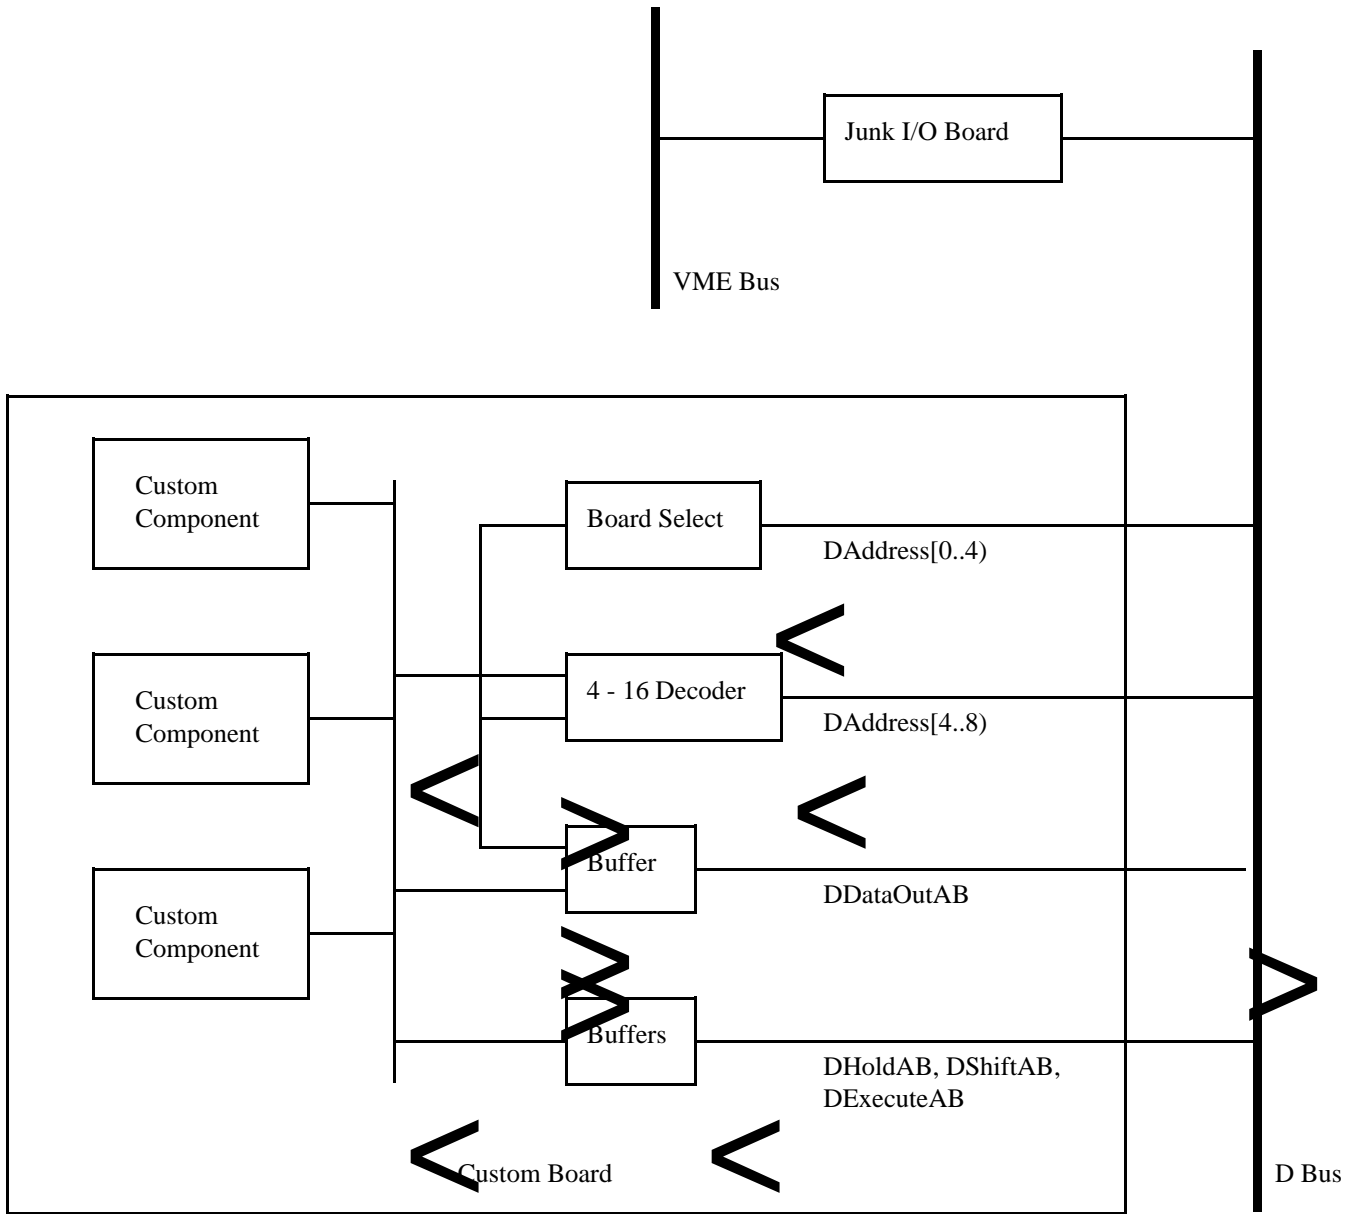 Junk I/O Board
VME Bus
Custom
Component
Board Select
DAddress[0..4)
<
4 - 16 Decoder
Custom
Component
DAddress[4..8)
<
<
>
Buffer
DDataOutAB
Custom
Component
>
>
>
Buffers
DHoldAB, DShiftAB,
DExecuteAB
<
<
Custom Board
D Bus